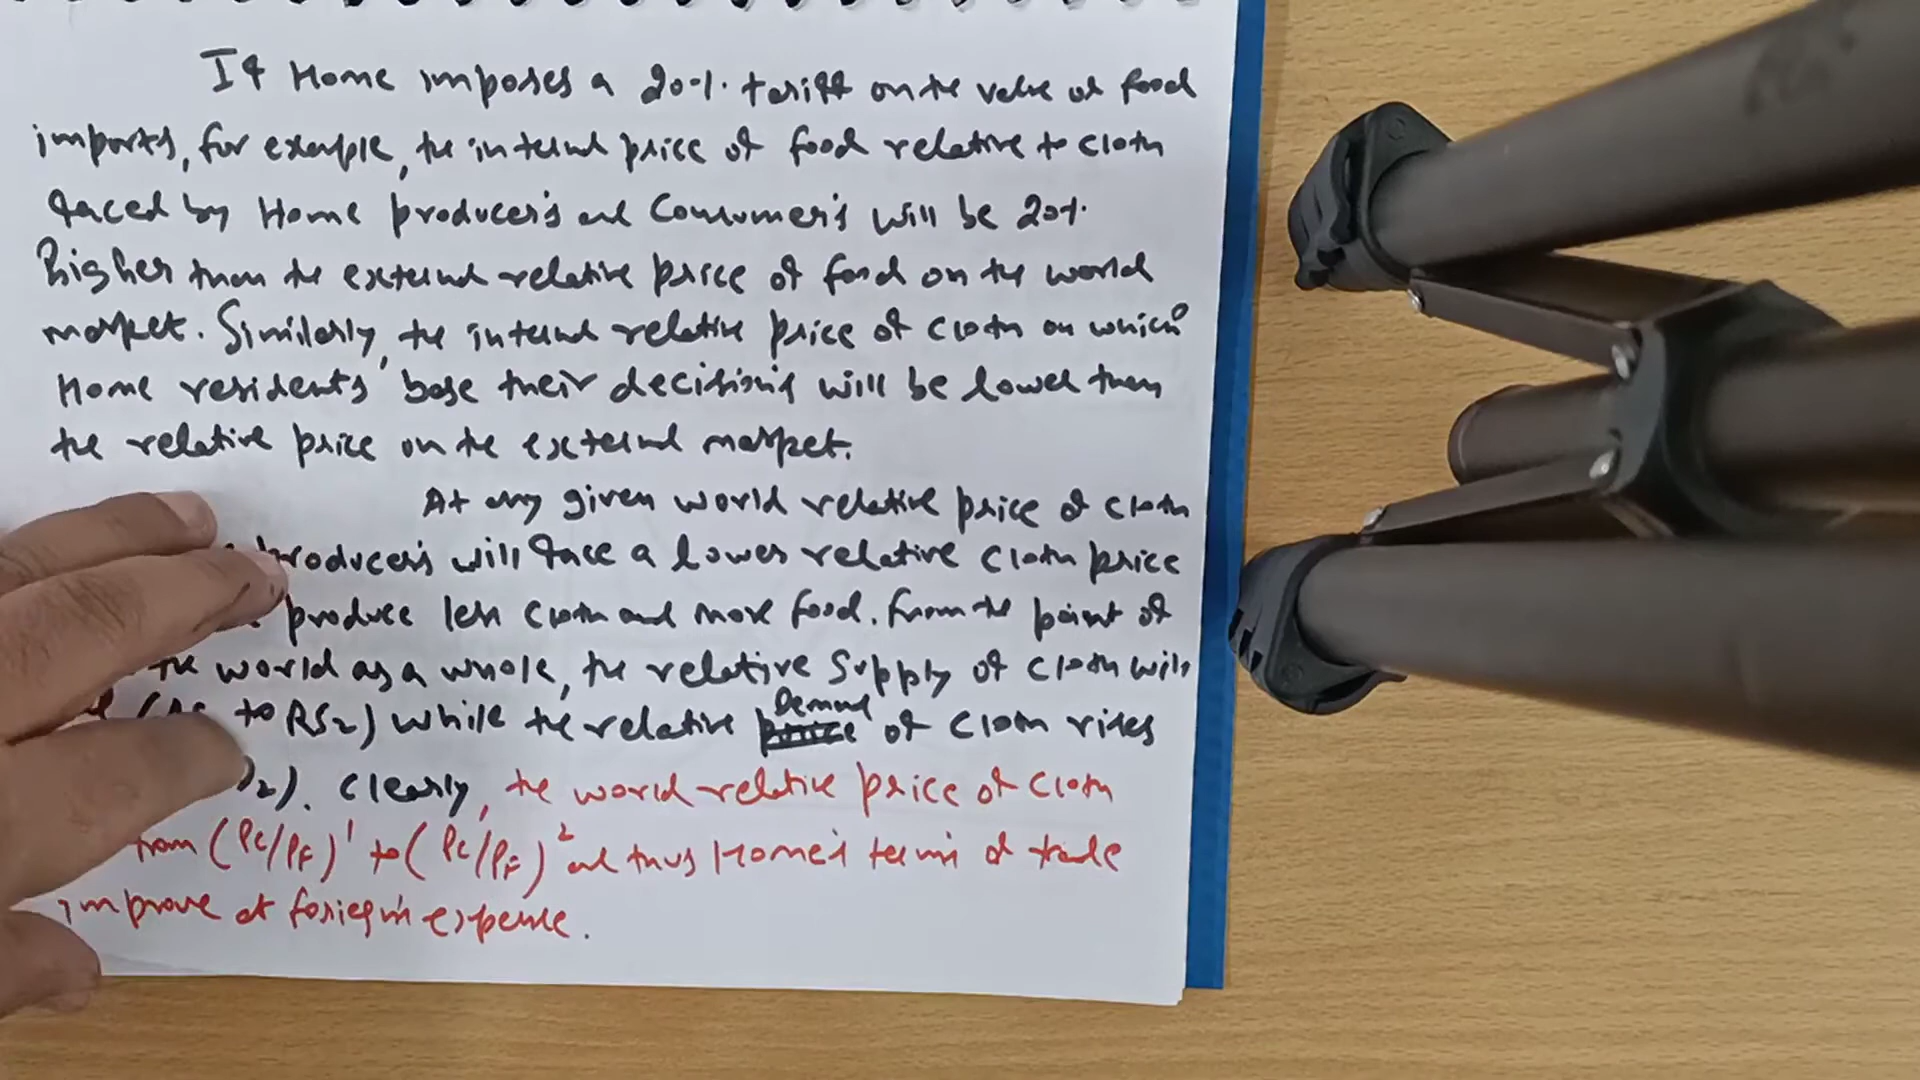 If Home imposes a 20%. tariff on the value of food
imports, for example, the internal price of food relative to cloth
faced by Home producer's and Consumer's will be 20%.
Higher than the external relative price of food on the world
market. Similarly, the internal relative price of cloth on which
Home residents' base their decision's will be lower than
the relative price on the external market.
At any given world relative price of cloth
producer's will face a lower relative cloth price
produce less cloth and more food. From the point of
the world as a whole, the relative supply of cloth will
to RS2) while the relative Demand of cloth rises
2). Clearly, the world relative price of cloth
from (PC/PF)¹ to (PC/PF)² and thus Home's terms of trade
improve at foriegn's expense.